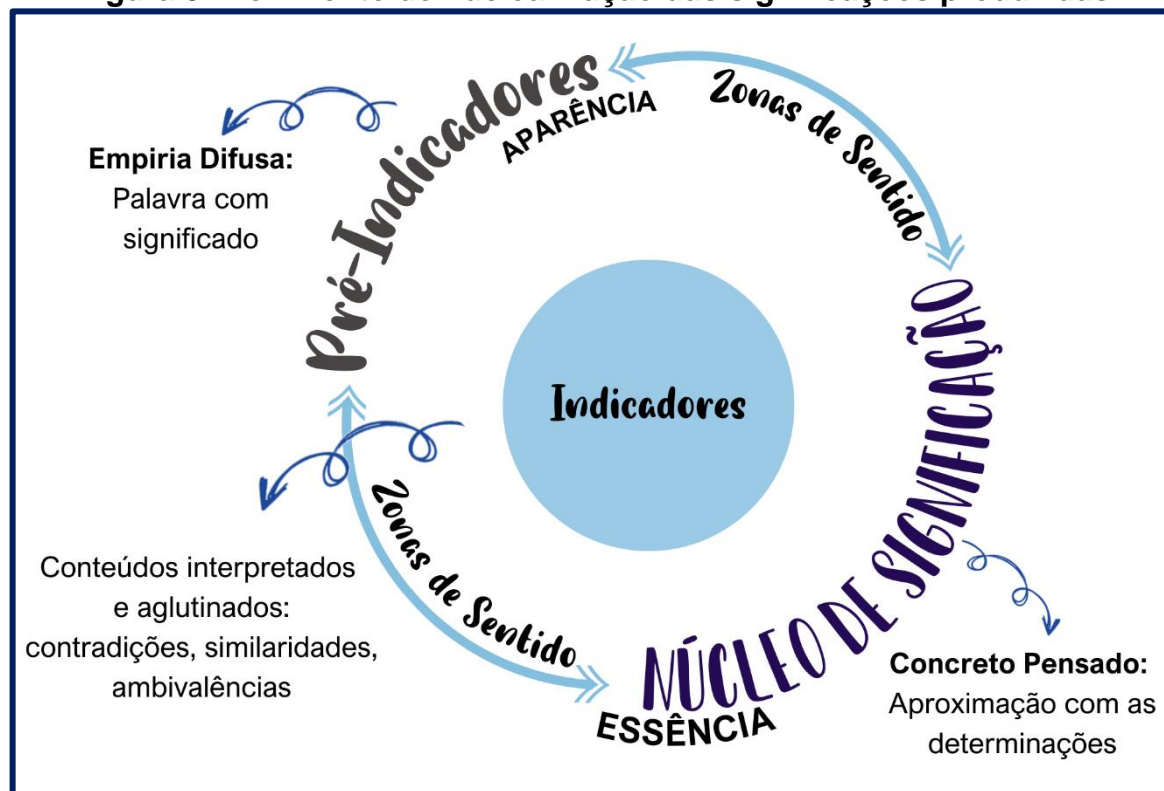 Pré-Indicadores
APARÊNCIA
Zonas de Sentido
Empiria Difusa:
Palavra com
significado
Indicadores
NÚCLEO DE SIGNIFICAÇÃO
ESSÊNCIA
Zonas de Sentido
Conteúdos interpretados
e aglutinados:
contradições, similaridades,
ambivalências
Concreto Pensado:
Aproximação com as
determinações